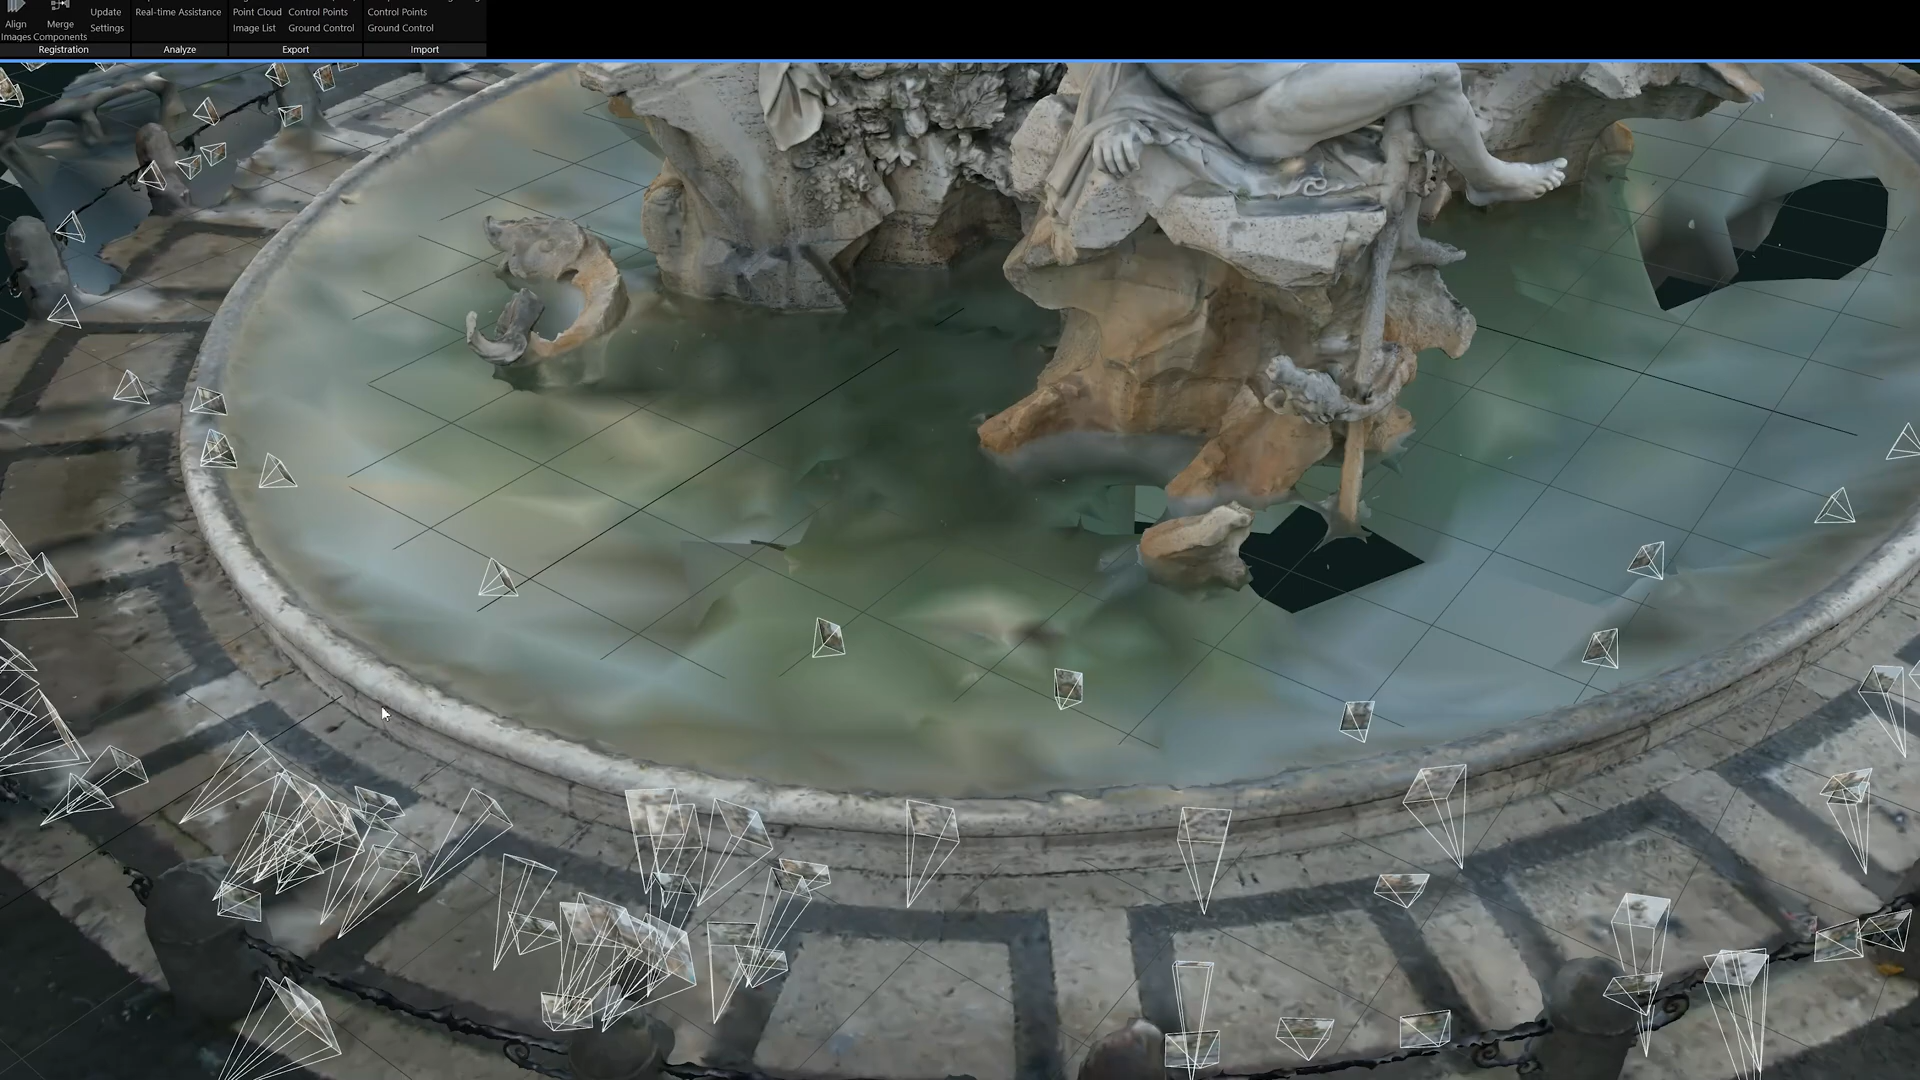 Align
Images
Merge
Components
Update
Settings
Registration
Real-time Assistance
Analyze
Point Cloud
Control Points
Image List
Ground Control
Export
Control Points
Ground Control
Import